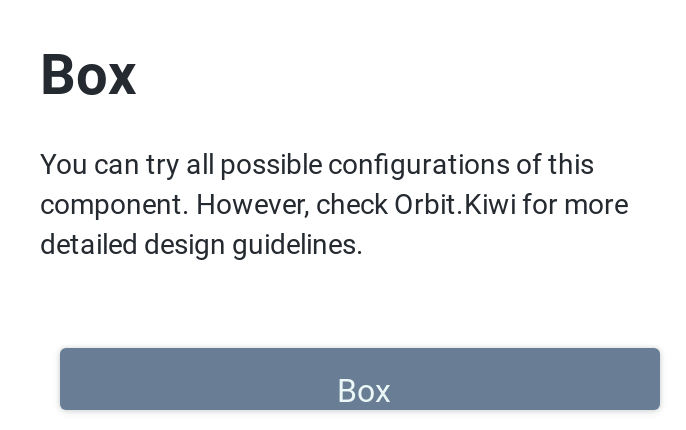 Box
You can try all possible configurations of this
component. However, check Orbit.Kiwi for more
detailed design guidelines.
Box